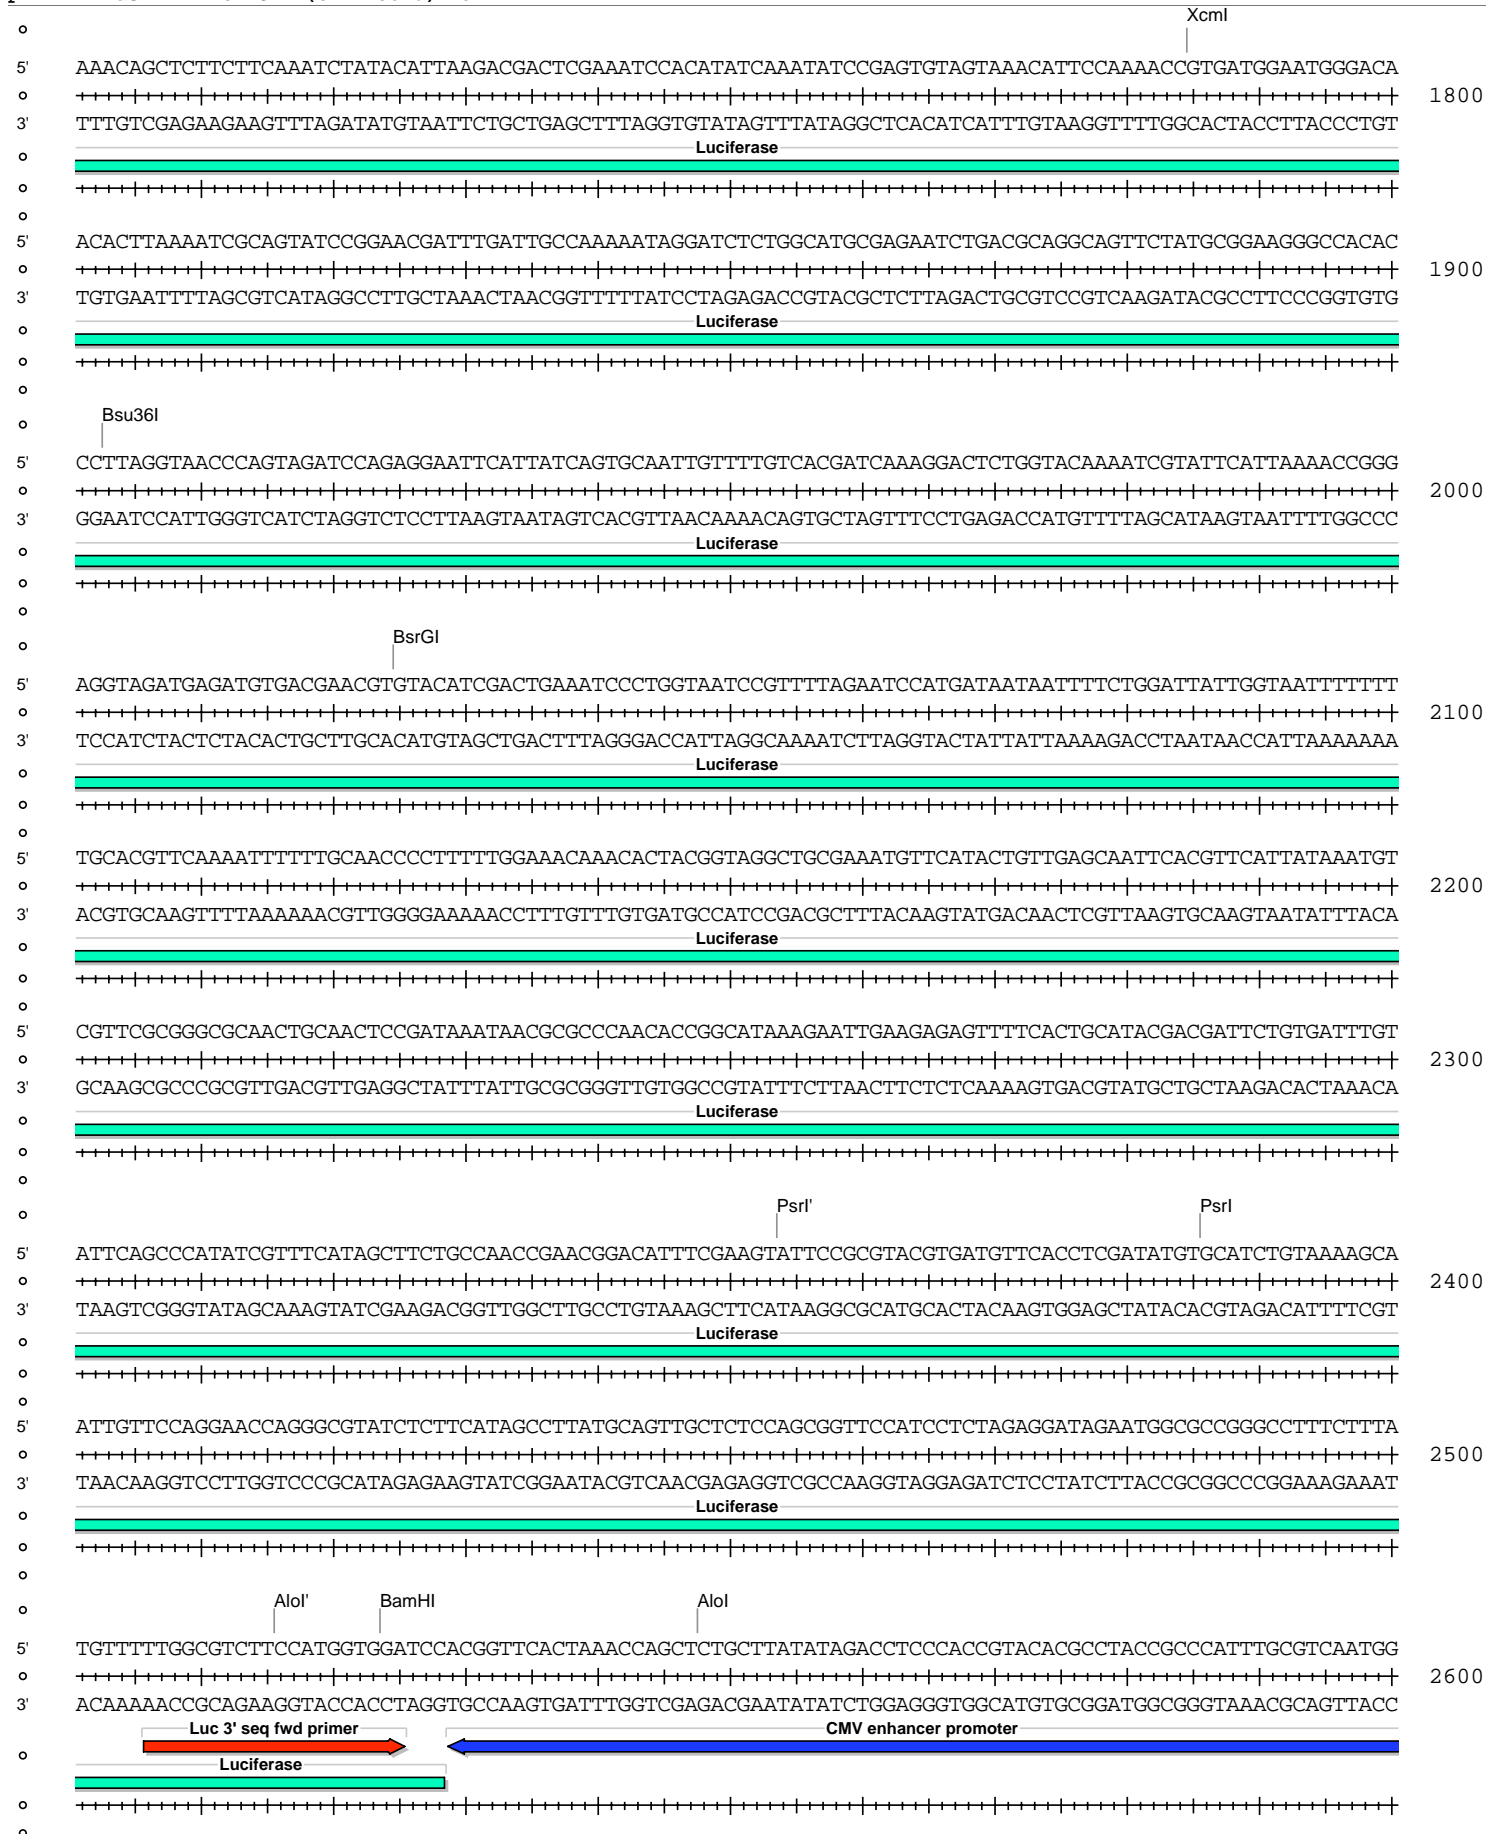 XcmI
5' AAACAGCTCTTCTTCAAATCTATACATTAAGACGACTCGAAATCCACATATCAAATATCCGAGTGTAGTAAACATTCCAAAACCGTGATGGAATGGGACA
1800
3' TTTGTCGAGAAGAAGTTTAGATATGTAATTCTGCTGAGCTTTAGGTGTATAGTTTATAGGCTCACATCATTTGTAAGGTTTTGGCACTACCTTACCCTGT
Luciferase
5' ACACTTAAAATCGCAGTATCCGGAACGATTTGATTGCCAAAAATAGGATCTCTGGCATGCGAGAATCTGACGCAGGCAGTTCTATGCGGAAGGGCCACAC
1900
3' TGTGAATTTTAGCGTCATAGGCCTTGCTAAACTAACGGTTTTTATCCTAGAGACCGTACGCTCTTAGACTGCGTCCGTCAAGATACGCCTTCCCGGTGTG
Luciferase
Bsu36I
5' CCTTAGGTAACCCAGTAGATCCAGAGGAATTCATTATCAGTGCAATTGTTTTGTCACGATCAAAGGACTCTGGTACAAAATCGTATTCATTAAAACCGGG
2000
3' GGAATCCATTGGGTCATCTAGGTCTCCTTAAGTAATAGTCACGTTAACAAAACAGTGCTAGTTTCCTGAGACCATGTTTTAGCATAAGTAATTTTGGCCC
Luciferase
BsrGI
5' AGGTAGATGAGATGTGACGAACGTGTACATCGACTGAAATCCCTGGTAATCCGTTTTAGAATCCATGATAATAATTTTCTGGATTATTGGTAATTTTTTT
2100
3' TCCATCTACTCTACACTGCTTGCACATGTAGCTGACTTTAGGGACCATTAGGCAAAATCTTAGGTACTATTATTAAAAGACCTAATAACCATTAAAAAAA
Luciferase
5' TGCACGTTCAAAATTTTTTGCAACCCCTTTTTGGAAACAAACACTACGGTAGGCTGCGAAATGTTCATACTGTTGAGCAATTCACGTTCATTATAAATGT
2200
3' ACGTGCAAGTTTTAAAAAACGTTGGGGAAAAACCTTTGTTTGTGATGCCATCCGACGCTTTACAAGTATGACAACTCGTTAAGTGCAAGTAATATTTACA
Luciferase
5' CGTTCGCGGGCGCAACTGCAACTCCGATAAATAACGCGCCCAACACCGGCATAAAGAATTGAAGAGAGTTTTCACTGCATACGACGATTCTGTGATTTGT
2300
3' GCAAGCGCCCGCGTTGACGTTGAGGCTATTTATTGCGCGGGTTGTGGCCGTATTTCTTAACTTCTCTCAAAAGTGACGTATGCTGCTAAGACACTAAACA
Luciferase
PsrI' PsrI
5' ATTCAGCCCATATCGTTTCATAGCTTCTGCCAACCGAACGGACATTTCGAAGTATTCCGCGTACGTGATGTTCACCTCGATATGTGCATCTGTAAAAGCA
2400
3' TAAGTCGGGTATAGCAAAGTATCGAAGACGGTTGGCTTGCCTGTAAAGCTTCATAAGGCGCATGCACTACAAGTGGAGCTATACACGTAGACATTTTCGT
Luciferase
5' ATTGTTCCAGGAACCAGGGCGTATCTCTTCATAGCCTTATGCAGTTGCTCTCCAGCGGTTCCATCCTCTAGAGGATAGAATGGCGCCGGGCCTTTCTTTA
2500
3' TAACAAGGTCCTTGGTCCCGCATAGAGAAGTATCGGAATACGTCAACGAGAGGTCGCCAAGGTAGGAGATCTCCTATCTTACCGCGGCCCGGAAAGAAAT
Luciferase
AloI' BamHI AloI
5' TGTTTTTGGCGTCTTCCATGGTGGATCCACGGTTCACTAAACCAGCTCTGCTTATATAGACCTCCCACCGTACACGCCTACCGCCCATTTGCGTCAATGG
2600
3' ACAAAAACCGCAGAAGGTACCACCTAGGTGCCAAGTGATTTGGTCGAGACGAATATATCTGGAGGGTGGCATGTGCGGATGGCGGGTAAACGCAGTTACC
Luc 3' seq fwd primer CMV enhancer promoter
Luciferase